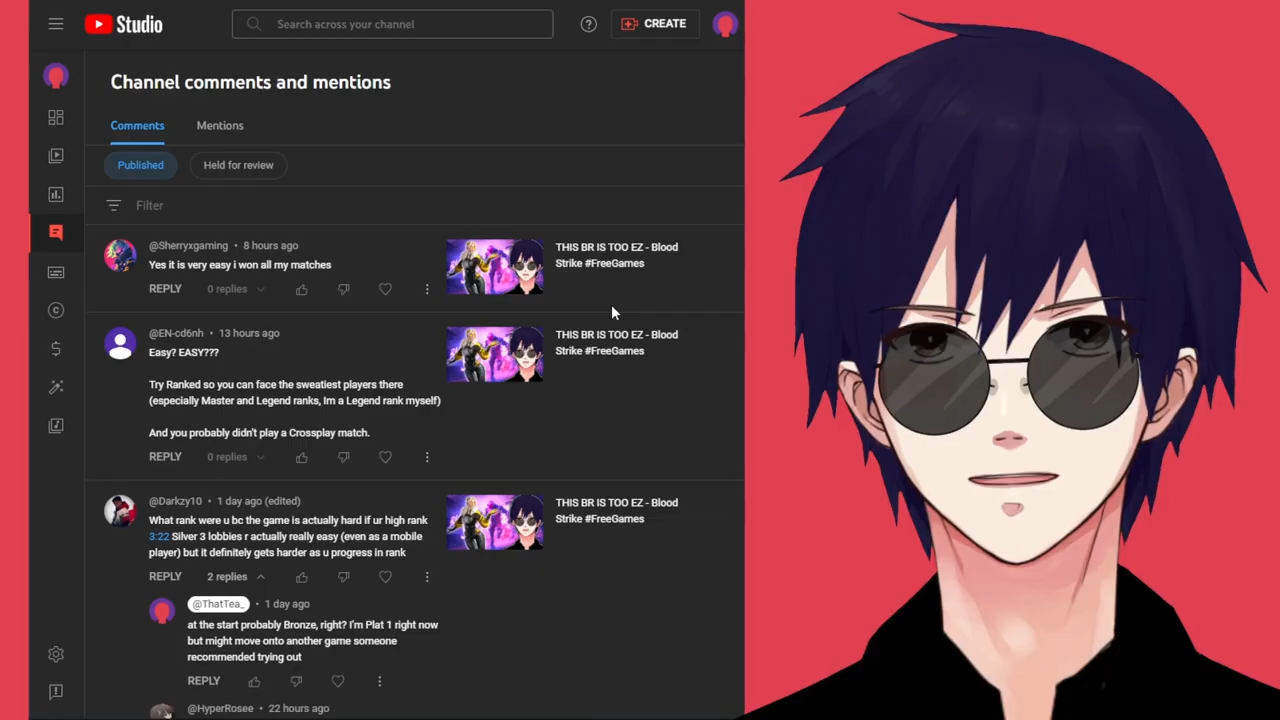 Studio
Search across your channel
CREATE
Channel comments and mentions
Comments
Mentions
Published
Held for review
Filter
@Sherryxgaming • 8 hours ago
Yes it is very easy i won all my matches
REPLY
0 replies
THIS BR IS TOO EZ - Blood
Strike #FreeGames
@EN-cd6nh • 13 hours ago
Easy? EASY???
Try Ranked so you can face the sweatiest players there
(especially Master and Legend ranks, Im a Legend rank myself)
And you probably didn't play a Crossplay match.
REPLY
0 replies
THIS BR IS TOO EZ - Blood
Strike #FreeGames
@Darkzy10 • 1 day ago (edited)
What rank were u bc the game is actually hard if ur high rank
3:22 Silver 3 lobbies r actually really easy (even as a mobile
player) but it definitely gets harder as u progress in rank
REPLY
2 replies
THIS BR IS TOO EZ - Blood
Strike #FreeGames
@ThatTea_ • 1 day ago
at the start probably Bronze, right? I'm Plat 1 right now
but might move onto another game someone
recommended trying out
REPLY
@HyperRosee • 22 hours ago